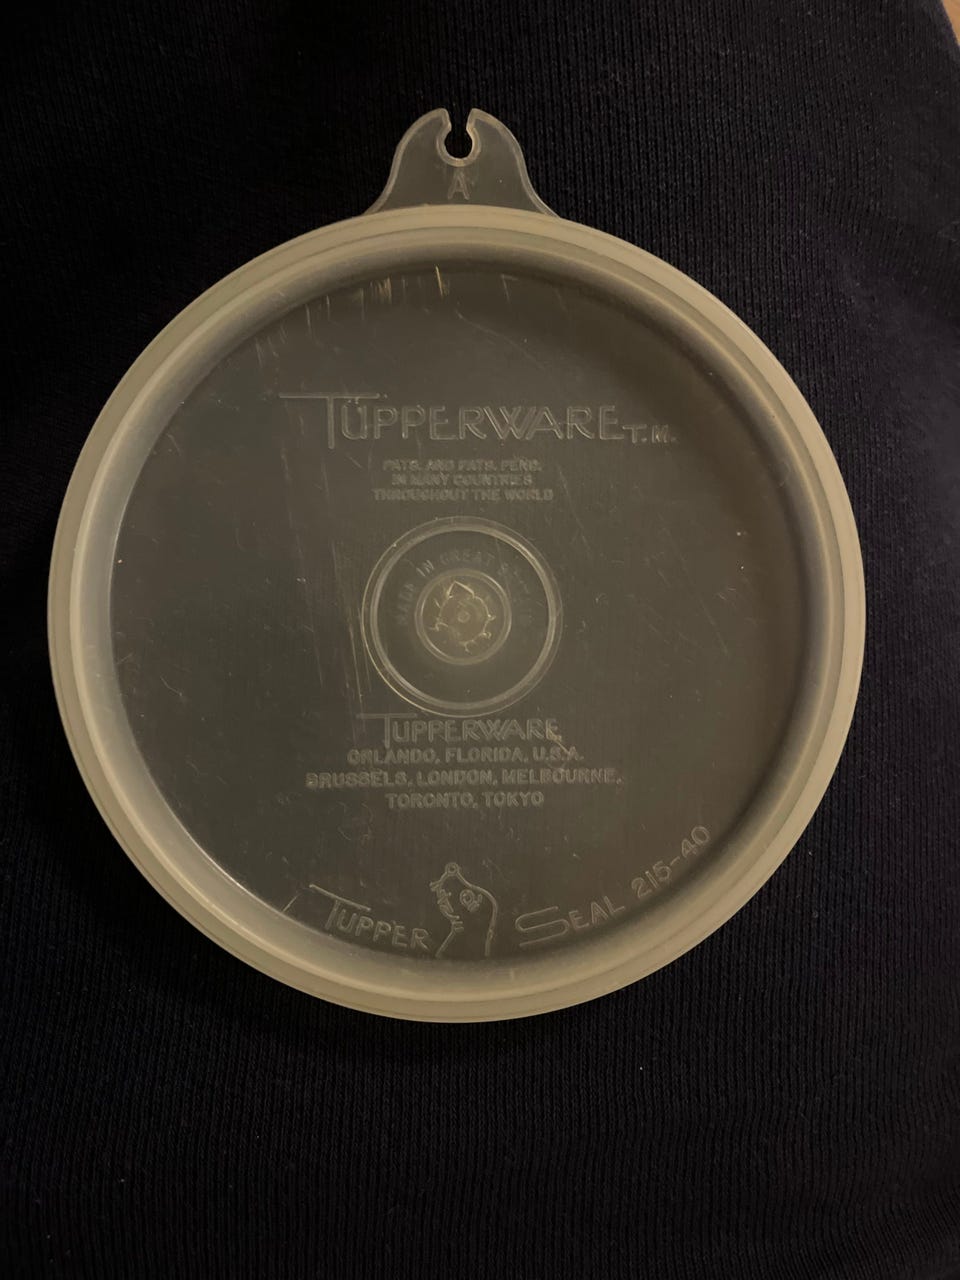 A
TUPPERWARE T.M.
PATS. AND PATS. PEND.
IN MANY COUNTRIES
THROUGHOUT THE WORLD
MADE IN GREAT BRITAIN
TUPPERWARE
ORLANDO, FLORIDA, U.S.A.
BRUSSELS, LONDON, MELBOURNE,
TORONTO, TOKYO
TUPPER SEAL 215-40